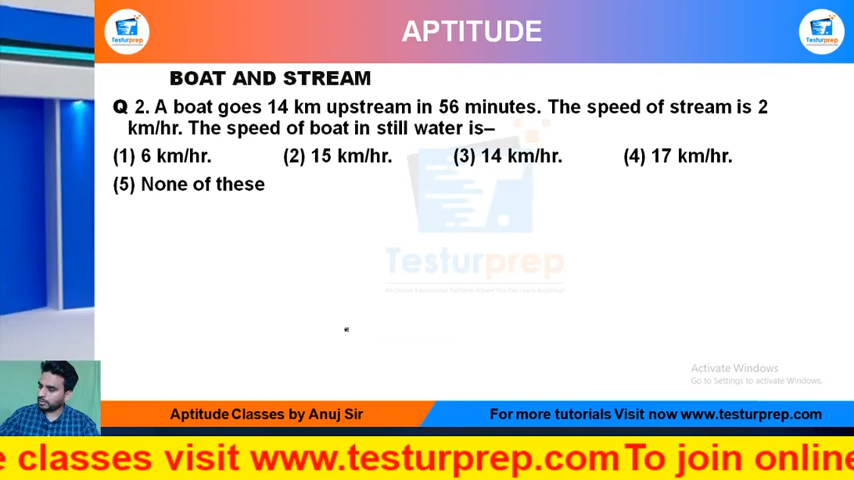 APTITUDE
Testurprep
Testurprep
BOAT AND STREAM
Q 2. A boat goes 14 km upstream in 56 minutes. The speed of stream is 2
km/hr. The speed of boat in still water is–
(1) 6 km/hr.
(2) 15 km/hr.
(3) 14 km/hr.
(4) 17 km/hr.
(5) None of these
Testurprep
Activate Windows
Go to Settings to activate Windows.
Aptitude Classes by Anuj Sir
For more tutorials Visit now www.testurprep.com
e classes visit www.testurprep.com To join online